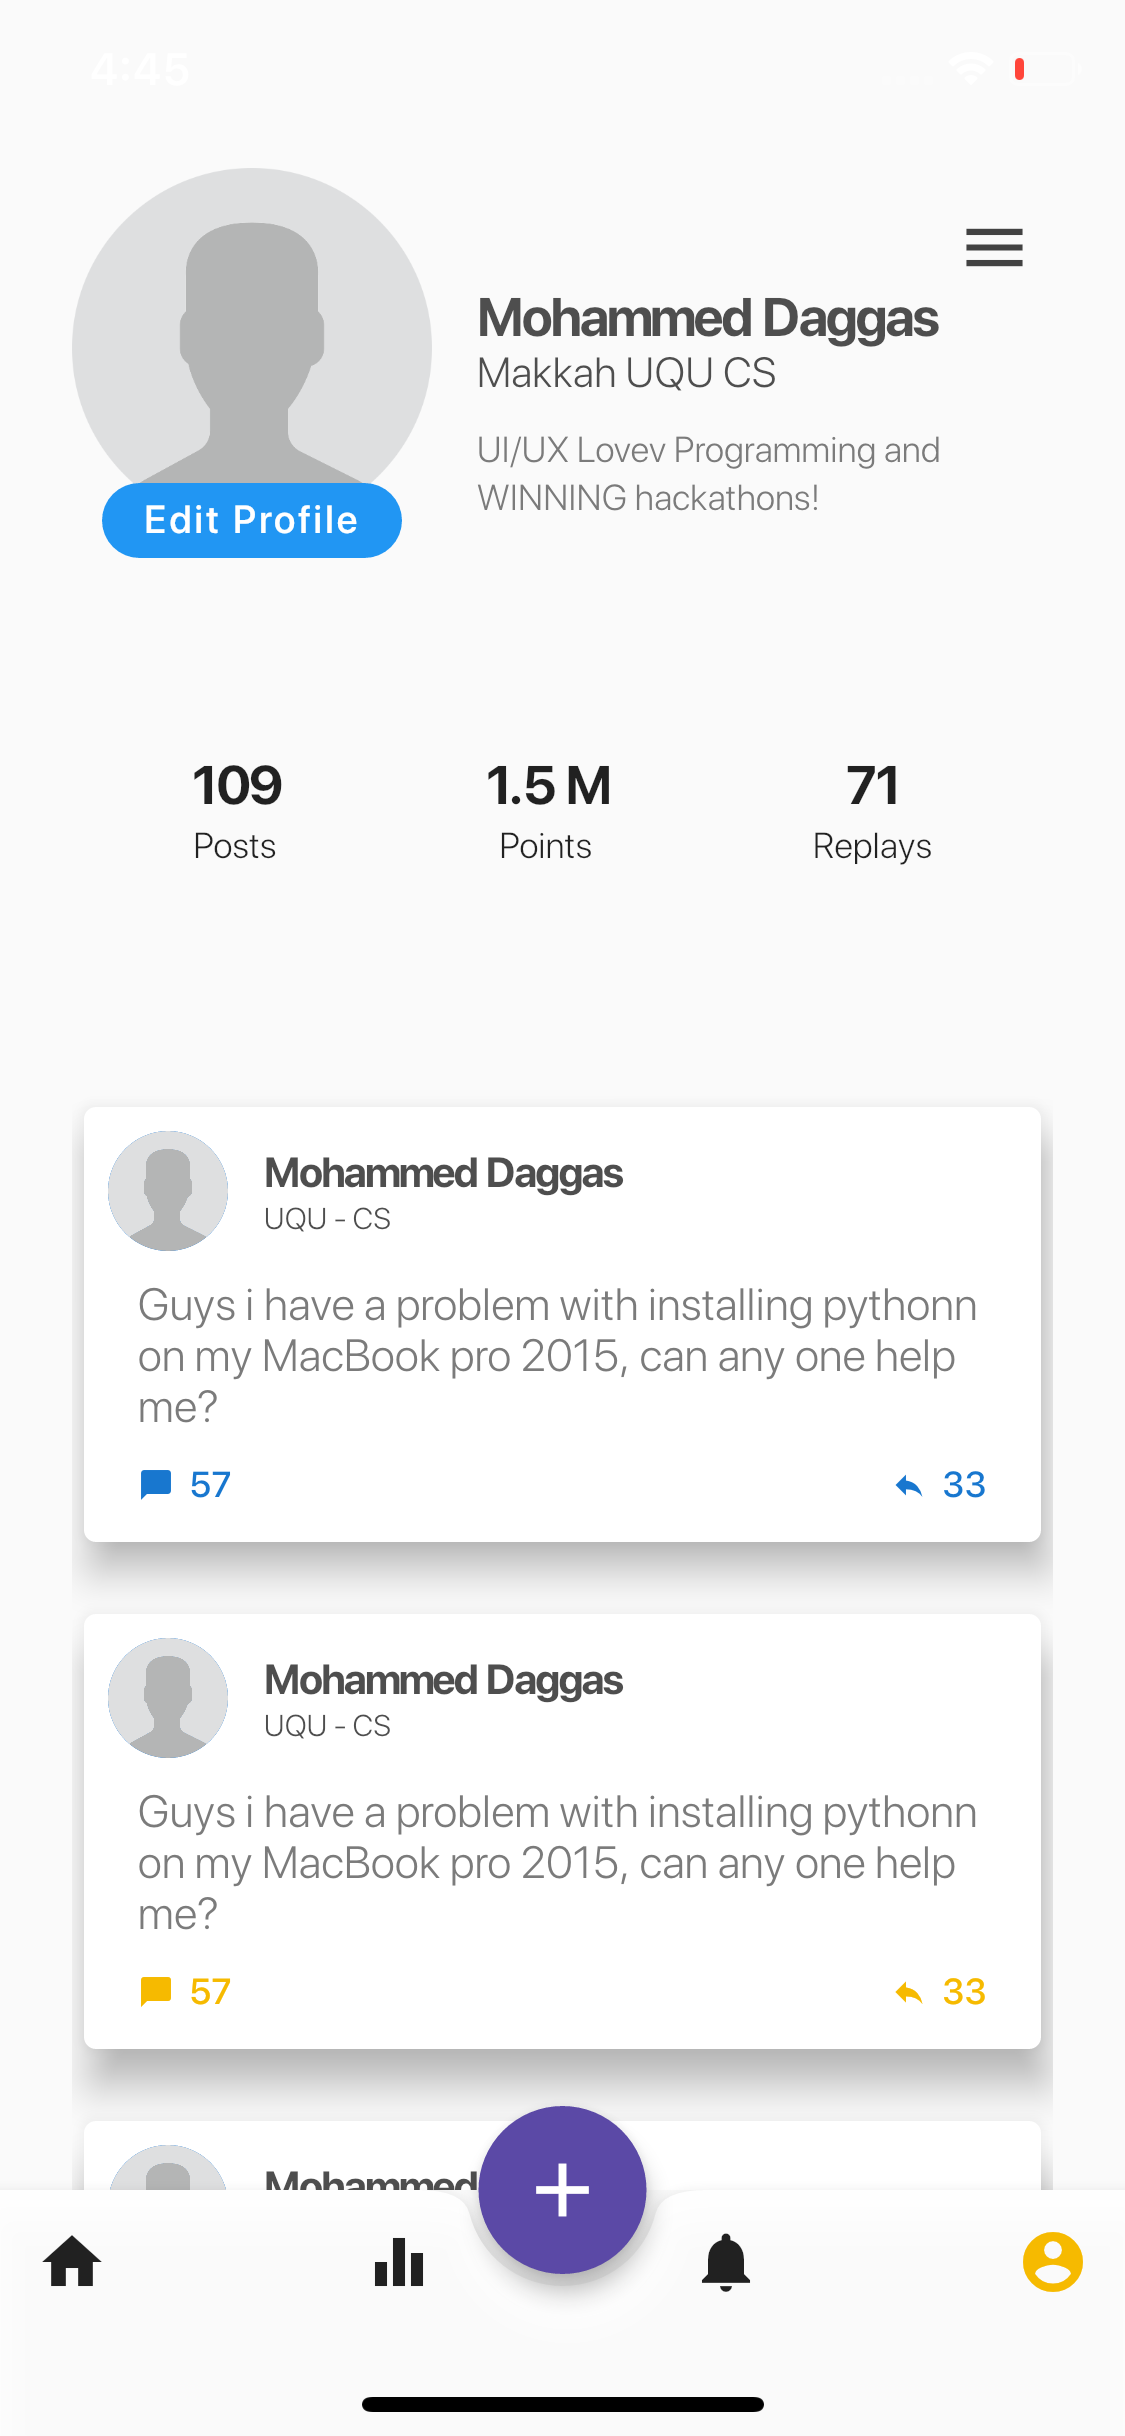 4:45
Mohammed Daggas
Makkah UQU CS
UI/UX Lovev Programming and
WINNING hackathons!
Edit Profile
109
Posts
1.5 M
Points
71
Replays
Mohammed Daggas
UQU - CS
Guys i have a problem with installing pythonn
on my MacBook pro 2015, can any one help
me?
57
33
Mohammed Daggas
UQU - CS
Guys i have a problem with installing pythonn
on my MacBook pro 2015, can any one help
me?
57
33
Mohammed